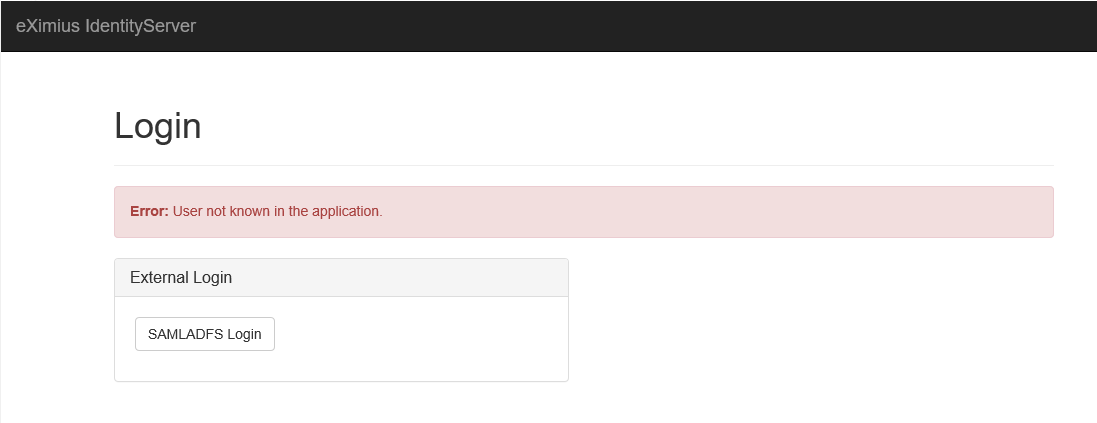 eXimius IdentityServer
Login
Error: User not known in the application.
External Login
SAMLADFS Login